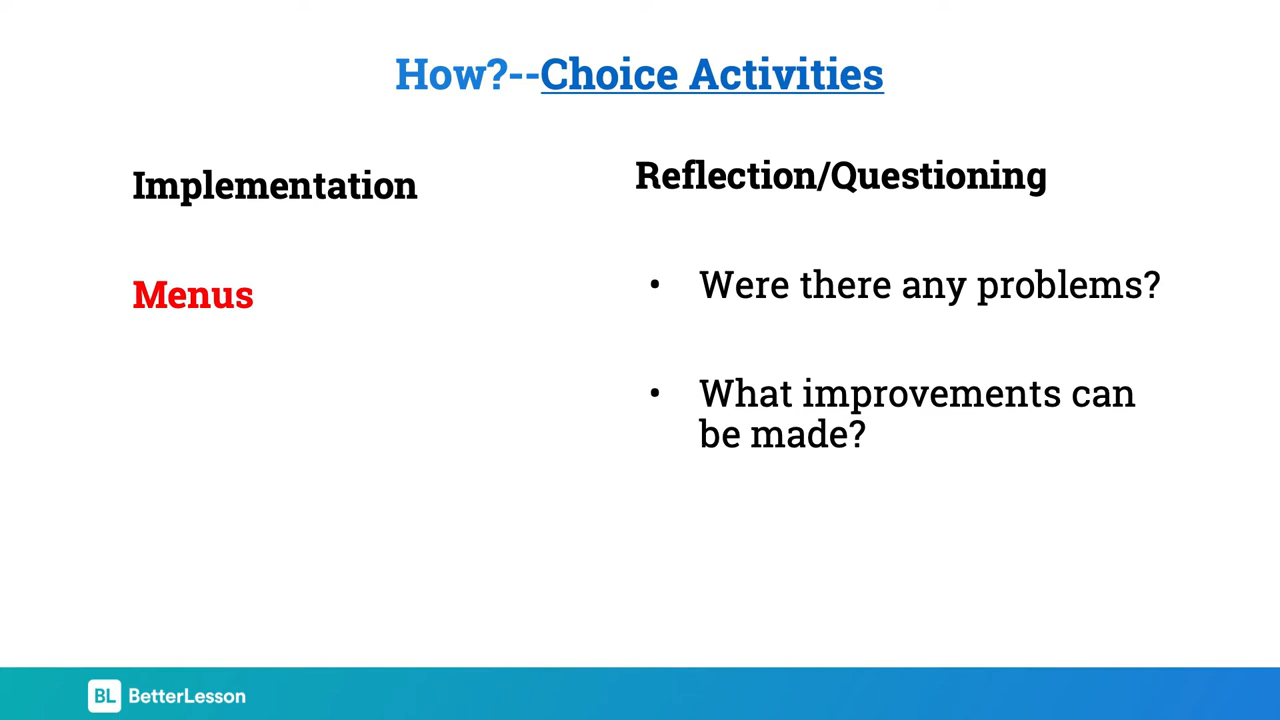 How?--Choice Activities
Implementation
Menus
Reflection/Questioning
• Were there any problems?
• What improvements can
be made?
BL BetterLesson